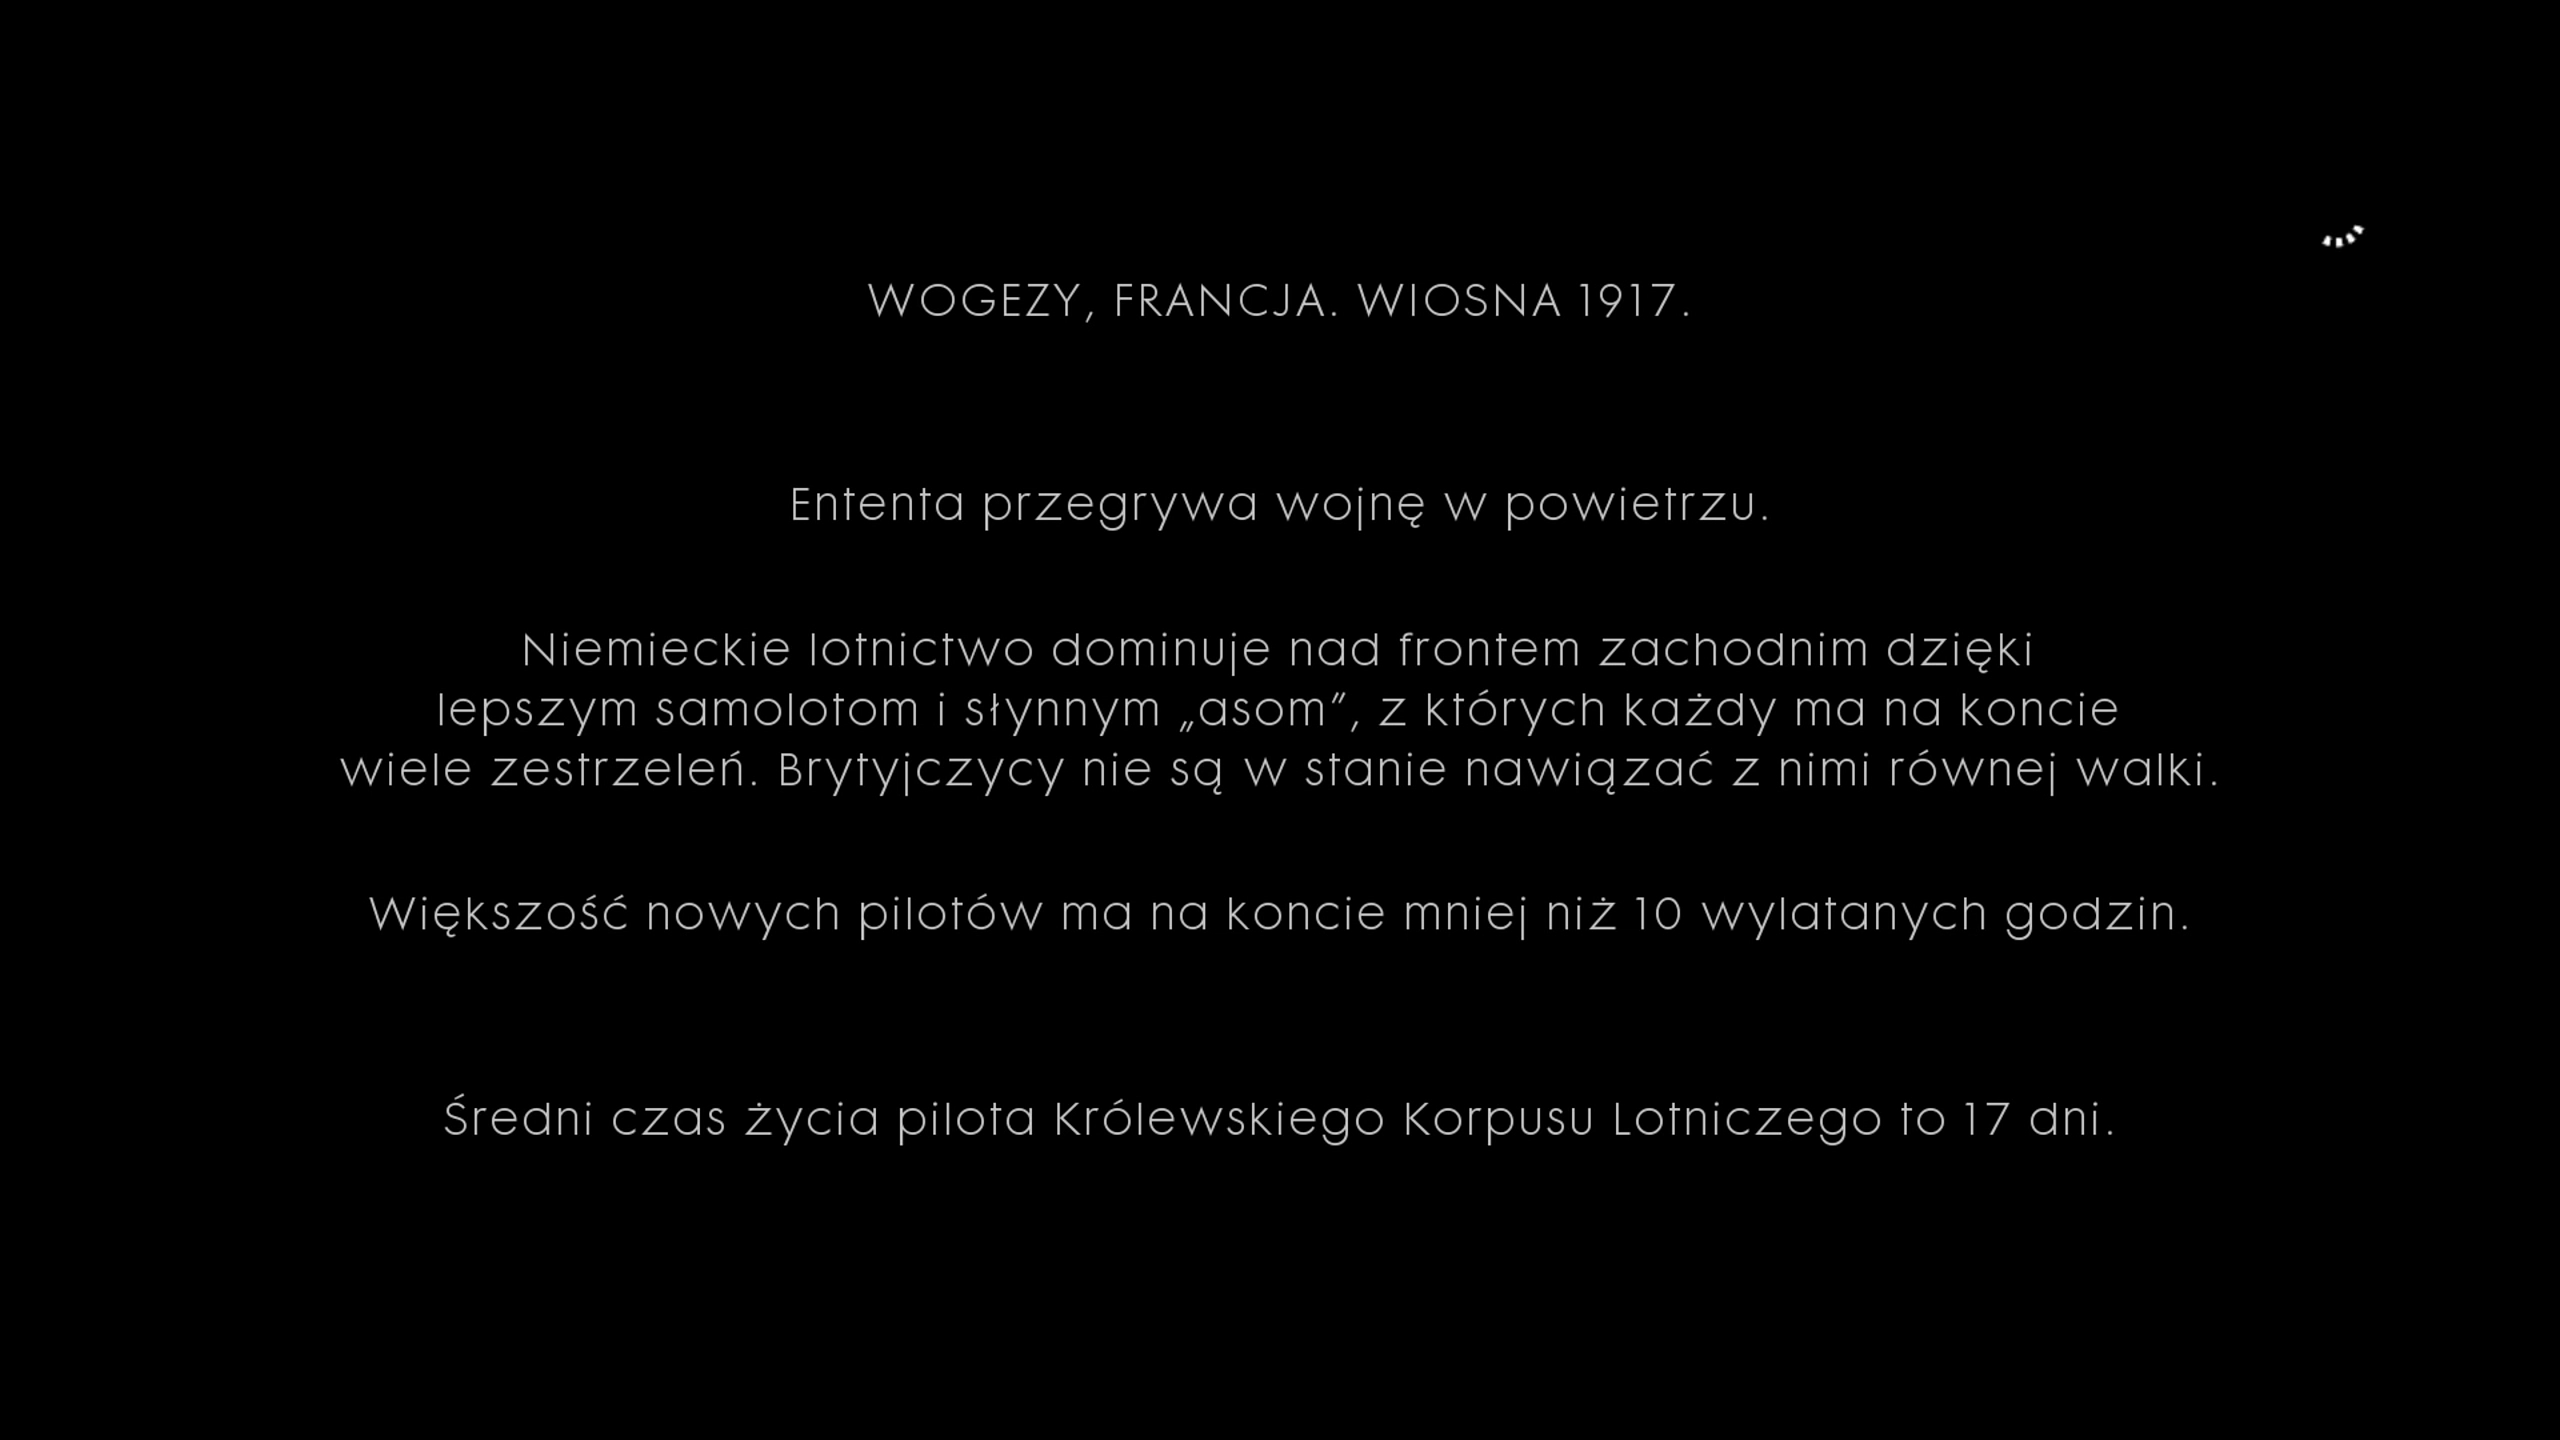 WOGEZY, FRANCJA. WIOSNA 1917.
Ententa przegrywa wojnę w powietrzu.
Niemieckie lotnictwo dominuje nad frontem zachodnim dzięki
lepszym samolotom i słynnym „asom”, z których każdy ma na koncie
wiele zestrzeleń. Brytyjczycy nie są w stanie nawiązać z nimi równej walki.
Większość nowych pilotów ma na koncie mniej niż 10 wylatanych godzin.
Średni czas życia pilota Królewskiego Korpusu Lotniczego to 17 dni.